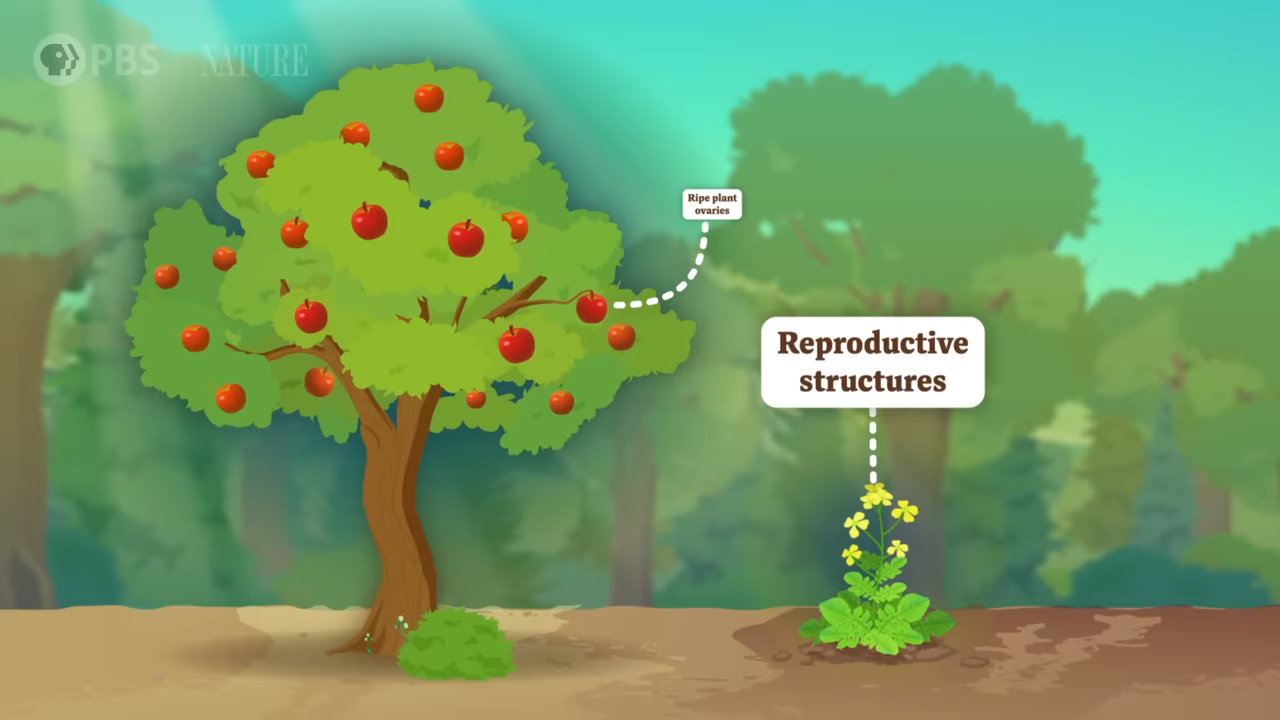 PBS NATURE
Ripe plant
ovaries
Reproductive
structures